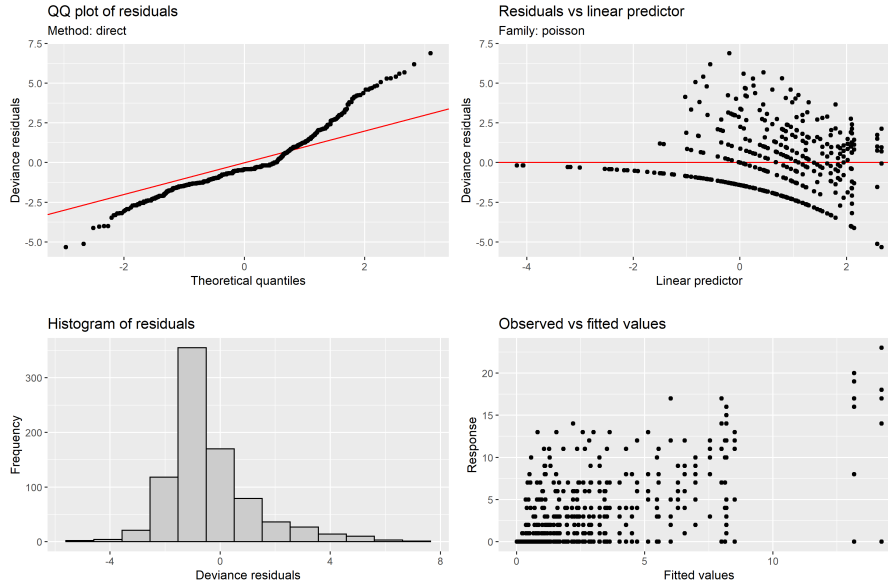 QQ plot of residuals
Method: direct
7.5
5.0
2.5
0.0
-2.5
-5.0
-2
0
2
Theoretical quantiles
Deviance residuals
Residuals vs linear predictor
Family: poisson
7.5
5.0
2.5
0.0
-2.5
-5.0
-4
-2
0
2
Linear predictor
Deviance residuals
Histogram of residuals
300
200
100
0
-4
0
4
8
Deviance residuals
Frequency
Observed vs fitted values
20
15
10
5
0
0
5
10
Fitted values
Response